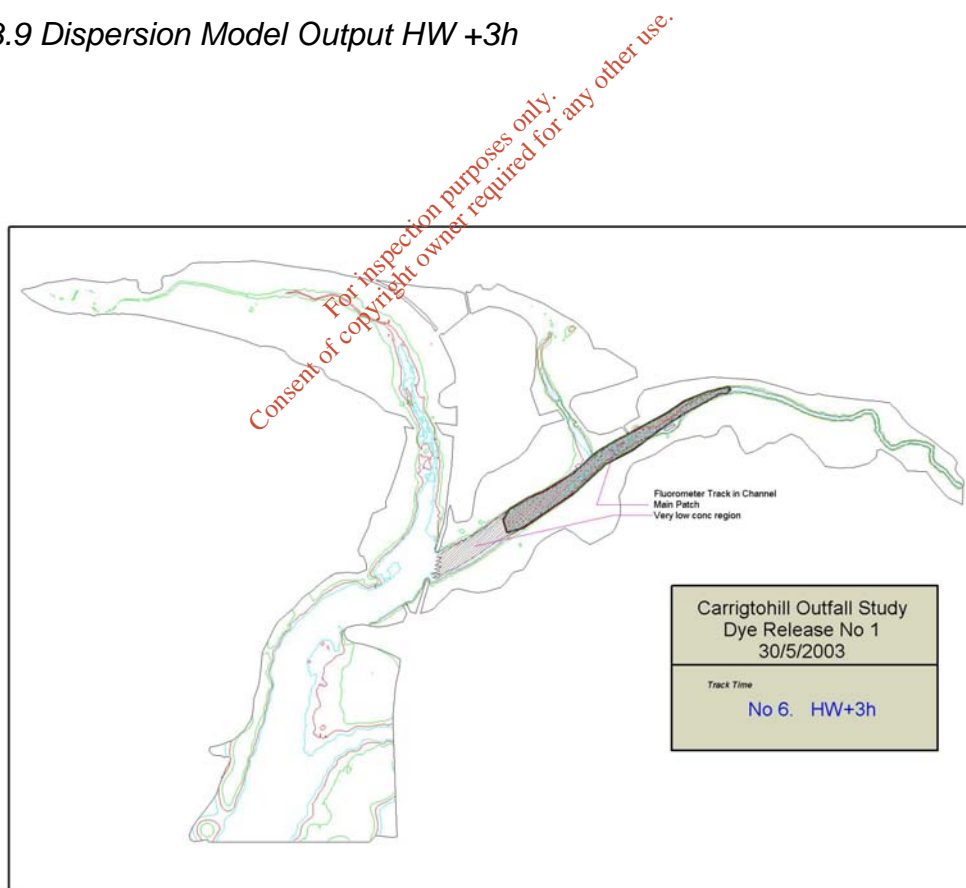 3.9 Dispersion Model Output HW +3h
For inspection purposes only.
Consent of copyright owner required for any other use.
Fluorometer Track in Channel
Main Patch
Very low conc region
Carrigtohill Outfall Study
Dye Release No 1
30/5/2003
Track Time
No 6. HW+3h